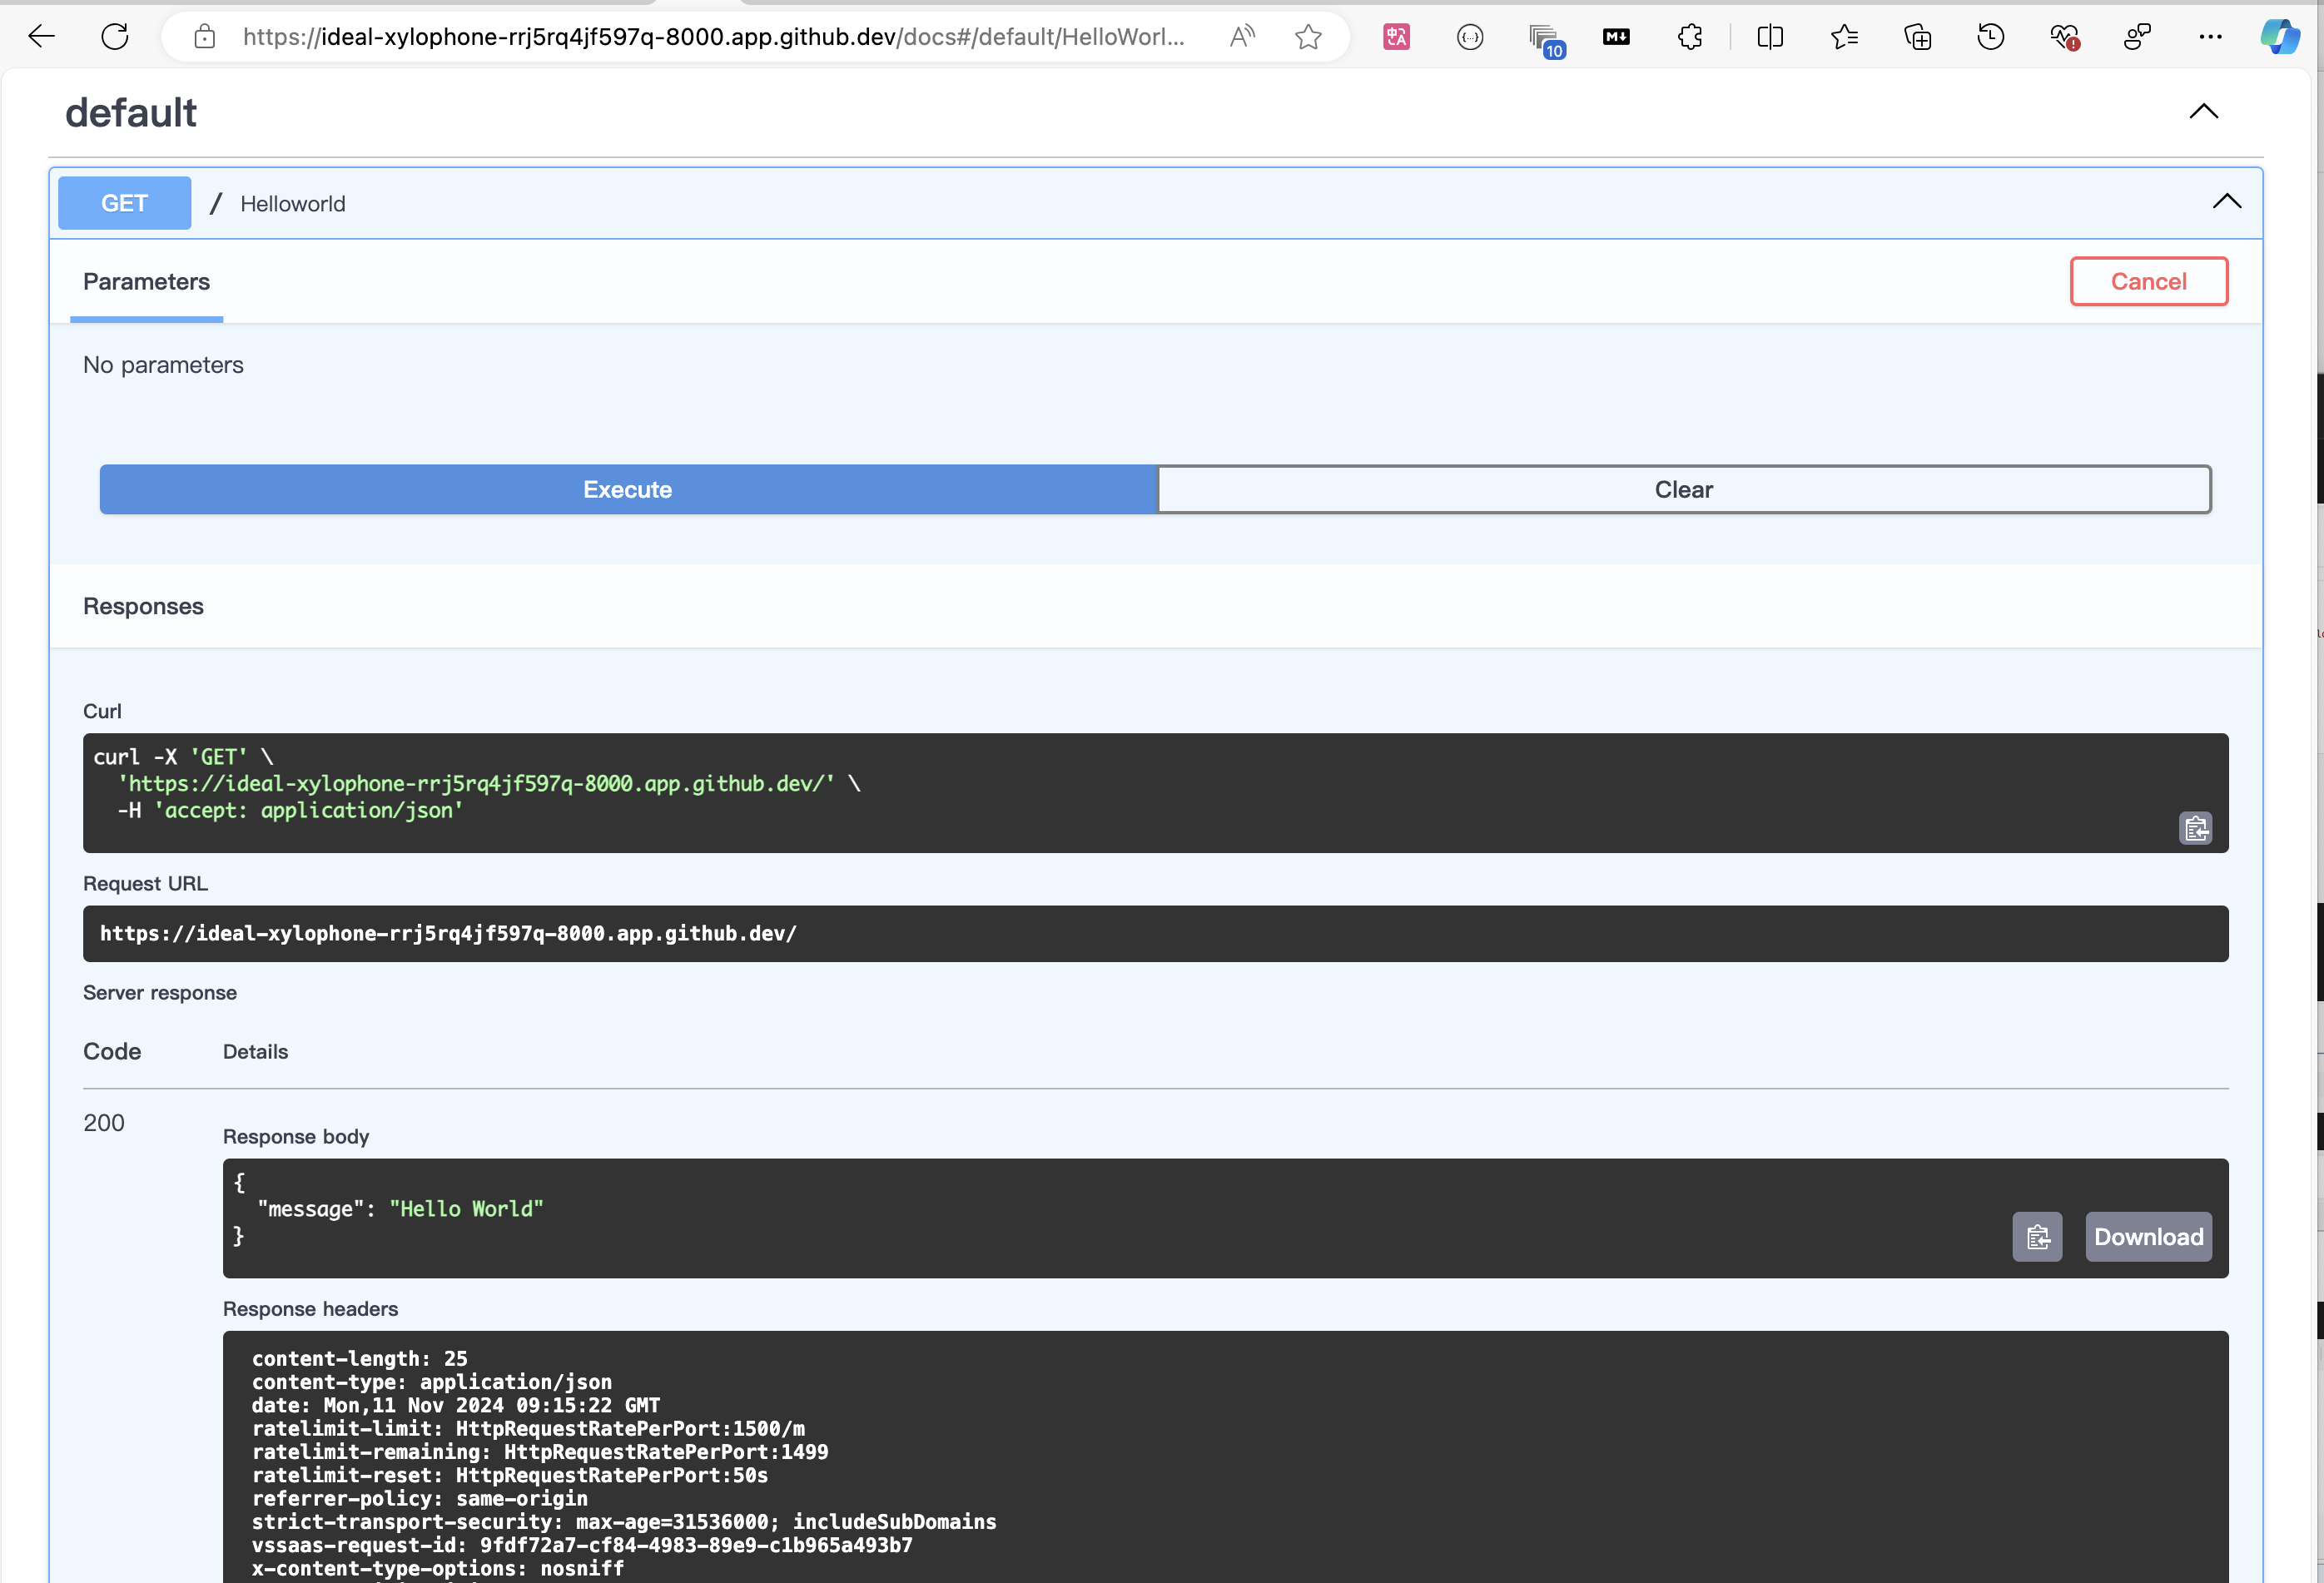 https://ideal-xylophone-rrj5rq4jf597q-8000.app.github.dev/docs#/default/HelloWorl...
10
default
GET / Helloworld
Parameters
Cancel
No parameters
Execute
Clear
Responses
Curl
curl -X 'GET' \
'https://ideal-xylophone-rrj5rq4jf597q-8000.app.github.dev/' \
-H 'accept: application/json'
Request URL
https://ideal-xylophone-rrj5rq4jf597q-8000.app.github.dev/
Server response
Code Details
200
Response body
{
"message": "Hello World"
}
Download
Response headers
content-length: 25
content-type: application/json
date: Mon,11 Nov 2024 09:15:22 GMT
ratelimit-limit: HttpRequestRatePerPort:1500/m
ratelimit-remaining: HttpRequestRatePerPort:1499
ratelimit-reset: HttpRequestRatePerPort:50s
referrer-policy: same-origin
strict-transport-security: max-age=31536000; includeSubDomains
vssaas-request-id: 9fdf72a7-cf84-4983-89e9-c1b965a493b7
x-content-type-options: nosniff